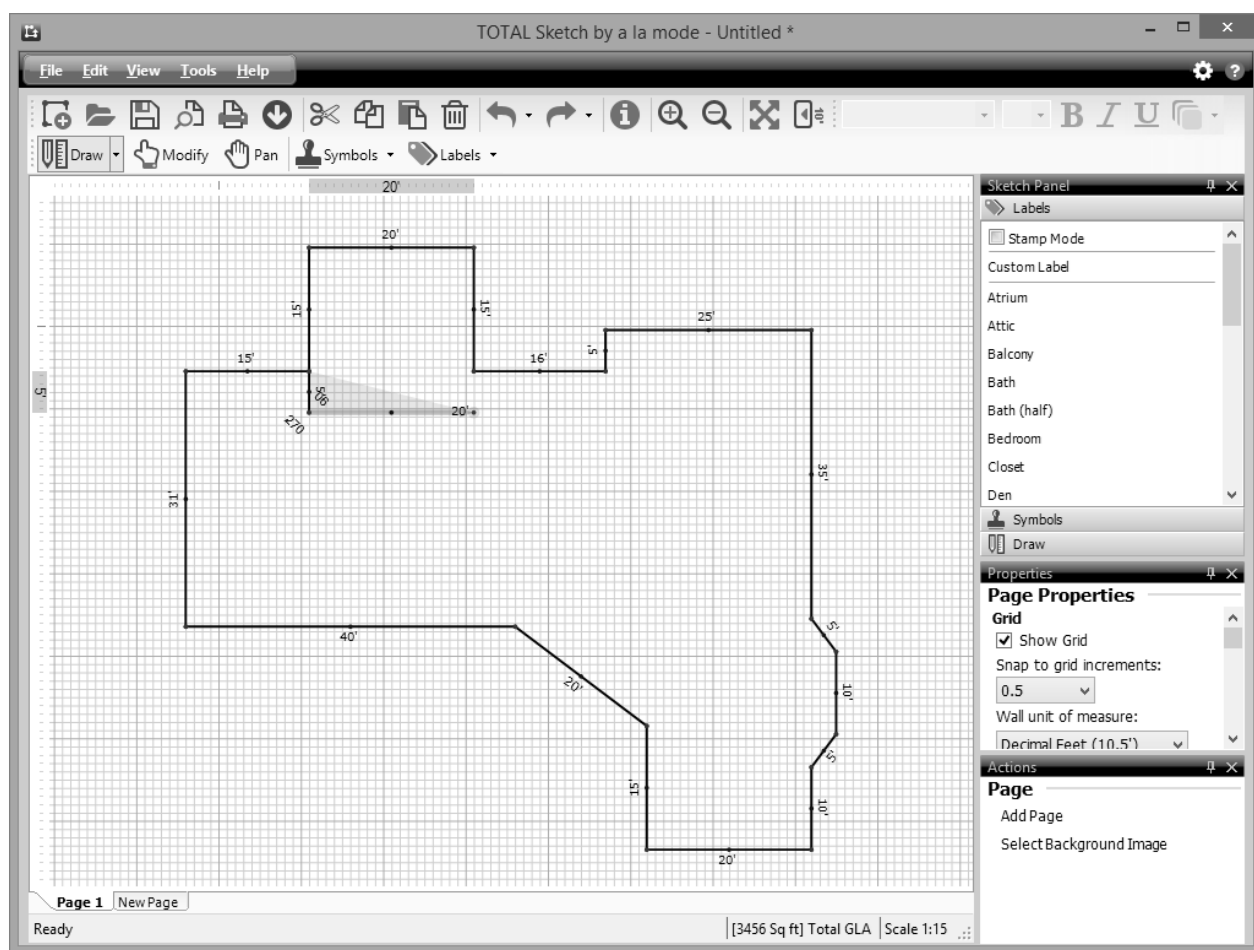 TOTAL Sketch by a la mode - Untitled *
File Edit View Tools Help
B I U
Draw Modify Pan Symbols Labels
20'
5'
20'
15'
15'
25'
15'
16'
5'
5'
90
270
20'
31'
35'
40'
20'
5'
10'
5'
15'
10'
20'
Sketch Panel
Labels
Stamp Mode
Custom Label
Atrium
Attic
Balcony
Bath
Bath (half)
Bedroom
Closet
Den
Symbols
Draw
Properties
Page Properties
Grid
Show Grid
Snap to grid increments:
0.5
Wall unit of measure:
Decimal Feet (10.5')
Actions
Page
Add Page
Select Background Image
Page 1 New Page
Ready [3456 Sq ft] Total GLA Scale 1:15